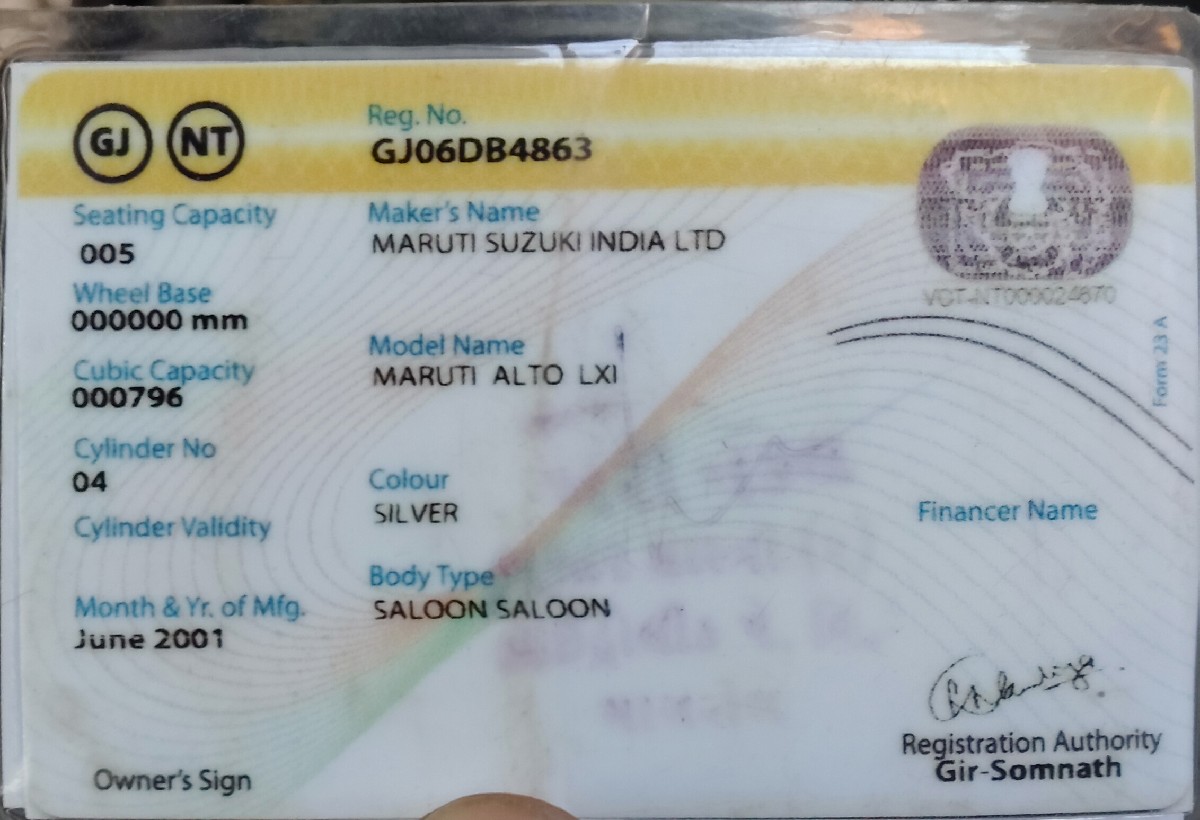 GJ NT
Reg. No.
GJ06DB4863
Seating Capacity
005
Maker's Name
MARUTI SUZUKI INDIA LTD
Wheel Base
000000 mm
VCT-NT000024670
Model Name
MARUTI ALTO LXI
Cubic Capacity
000796
Form 23 A
Cylinder No
04
Colour
SILVER
Financer Name
Cylinder Validity
Body Type
SALOON SALOON
Month & Yr. of Mfg.
June 2001
Registration Authority
Gir-Somnath
Owner's Sign